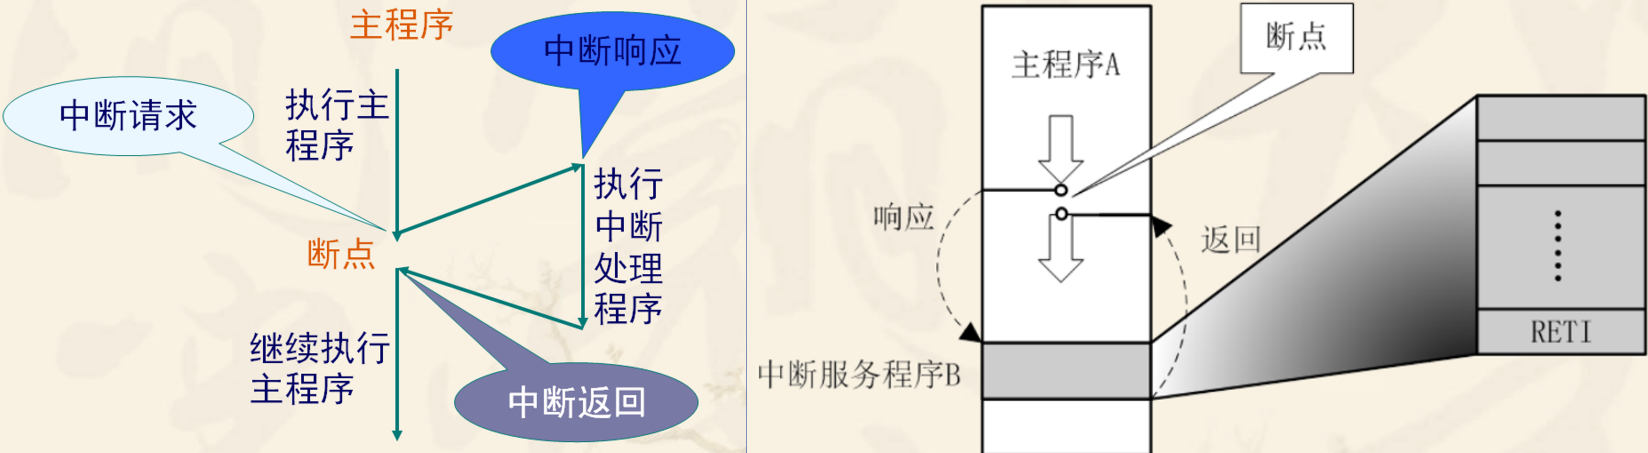 主程序
中断响应
中断请求
执行主
程序
断点
执行
中断
处理
程序
继续执行
主程序
中断返回
断点
主程序A
响应
返回
中断服务程序B
RETI